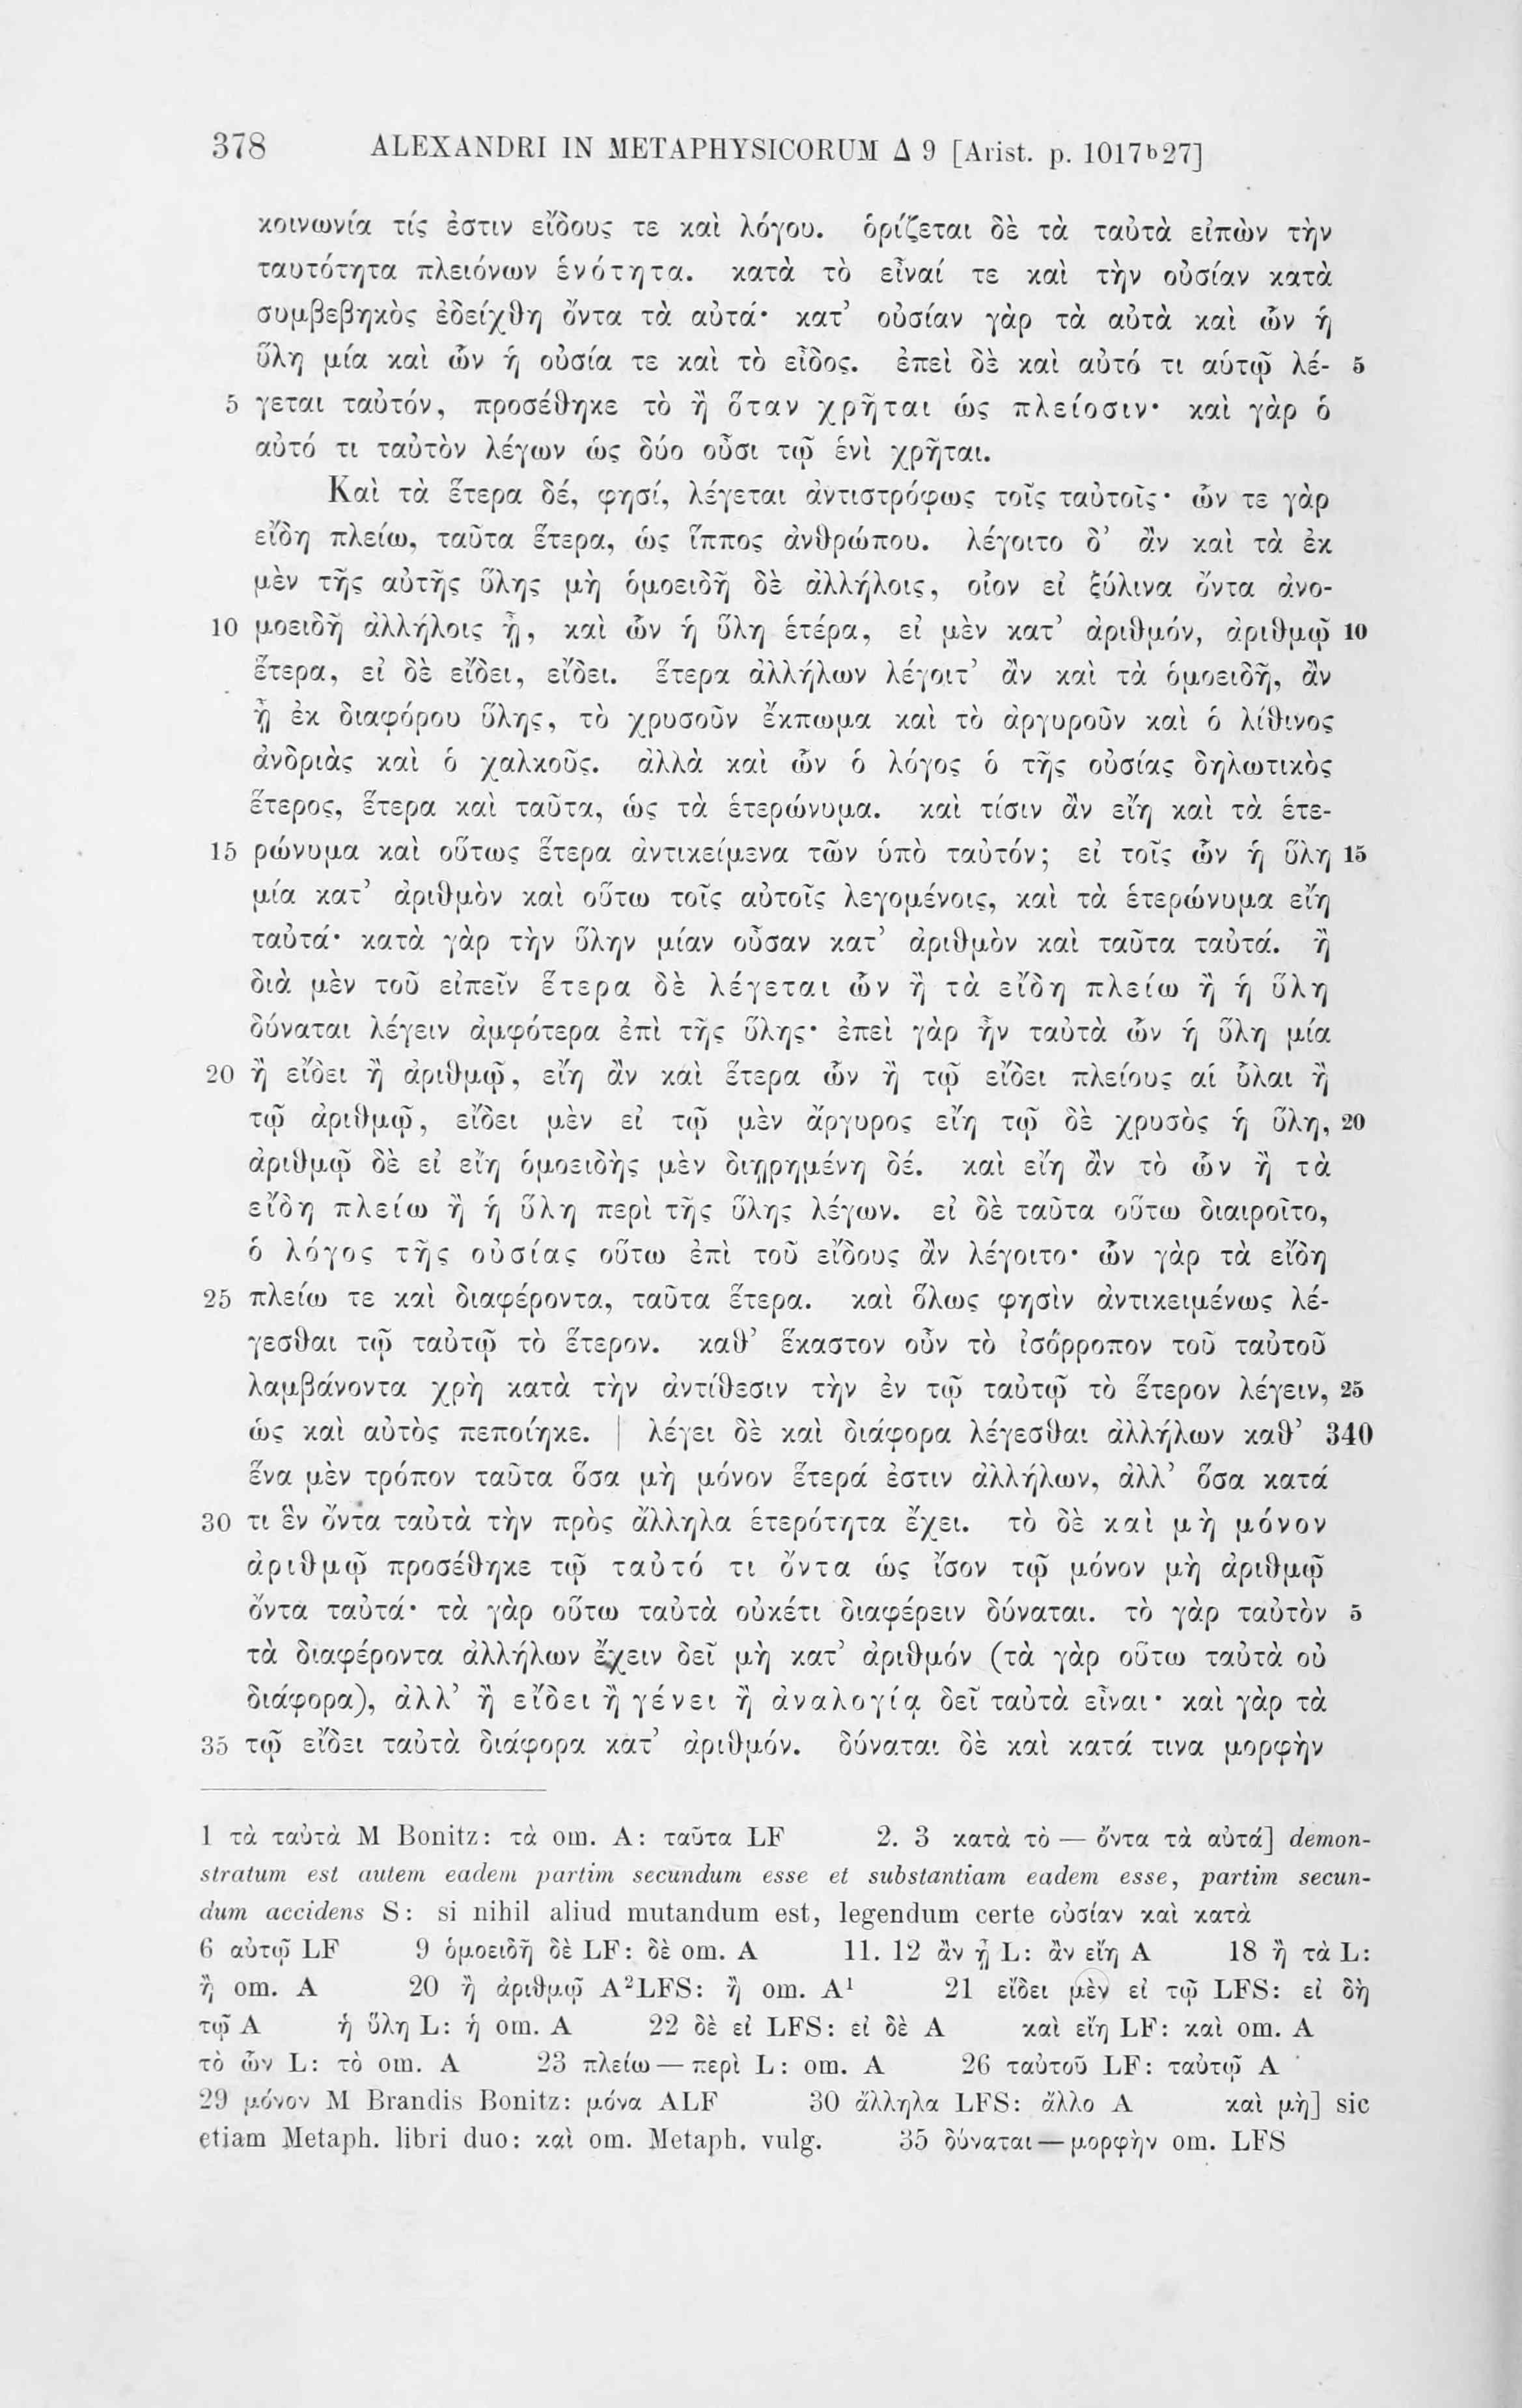 378 ALEXANDRI IN METAPHYSICORUM Δ 9 [Arist. p. 1017ᵇ27]
κοινωνία τίς ἐστιν εἴδους τε καὶ λόγου. ὁρίζεται δὲ τὰ ταὐτὰ εἰπὼν τὴν
ταυτότητα πλειόνων ἑνότητα. κατὰ τὸ εἶναί τε καὶ τὴν οὐσίαν κατὰ
συμβεβηκὸς ἐδείχθη ὄντα τὰ αὐτά· κατ’ οὐσίαν γὰρ τὰ αὐτὰ καὶ ὧν ἡ
ὕλη μία καὶ ὧν ἡ οὐσία τε καὶ τὸ εἶδος. ἐπεὶ δὲ καὶ αὐτό τι αὑτῷ λέ- 5
5 γεται ταὐτόν, προσέθηκε τὸ ἢ ὅταν χρῆται ὡς πλείοσιν· καὶ γὰρ ὁ
αὐτό τι ταὐτὸν λέγων ὡς δύο οὖσι τῷ ἑνὶ χρῆται.
Καὶ τὰ ἕτερα δέ, φησί, λέγεται ἀντιστρόφως τοῖς ταὐτοῖς· ὧν τε γὰρ
εἴδη πλείω, ταῦτα ἕτερα, ὡς ἵππος ἀνθρώπου. λέγοιτο δ’ ἂν καὶ τὰ ἐκ
μὲν τῆς αὐτῆς ὕλης μὴ ὁμοειδῆ δὲ ἀλλήλοις, οἷον εἰ ξύλινα ὄντα ἀνο-
10 μοειδῆ ἀλλήλοις ᾖ, καὶ ὧν ἡ ὕλη ἑτέρα, εἰ μὲν κατ’ ἀριθμόν, ἀριθμῷ 10
ἕτερα, εἰ δὲ εἴδει, εἴδει. ἕτερα ἀλλήλων λέγοιτ’ ἂν καὶ τὰ ὁμοειδῆ, ἂν
ᾖ ἐκ διαφόρου ὕλης, τὸ χρυσοῦν ἔκπωμα καὶ τὸ ἀργυροῦν καὶ ὁ λίθινος
ἀνδριὰς καὶ ὁ χαλκοῦς. ἀλλὰ καὶ ὧν ὁ λόγος ὁ τῆς οὐσίας δηλωτικὸς
ἕτερος, ἕτερα καὶ ταῦτα, ὡς τὰ ἑτερώνυμα. καὶ τίσιν ἂν εἴη καὶ τὰ ἑτε-
15 ρώνυμα καὶ οὕτως ἕτερα ἀντικείμενα τῶν ὑπὸ ταὐτόν; εἰ τοῖς ὧν ἡ ὕλη 15
μία κατ’ ἀριθμὸν καὶ οὕτω τοῖς αὐτοῖς λεγομένοις, καὶ τὰ ἑτερώνυμα εἴη
ταὐτά· κατὰ γὰρ τὴν ὕλην μίαν οὖσαν κατ’ ἀριθμὸν καὶ ταῦτα ταὐτά. ἢ
διὰ μὲν τοῦ εἰπεῖν ἕτερα δὲ λέγεται ὧν ἢ τὰ εἴδη πλείω ἢ ἡ ὕλη
δύναται λέγειν ἀμφότερα ἐπὶ τῆς ὕλης· ἐπεὶ γὰρ ἦν ταὐτὰ ὧν ἡ ὕλη μία
20 ἢ εἴδει ἢ ἀριθμῷ, εἴη ἂν καὶ ἕτερα ὧν ἢ τῷ εἴδει πλείους αἱ ὗλαι ἢ
τῷ ἀριθμῷ, εἴδει μὲν εἰ τῷ μὲν ἄργυρος εἴη τῷ δὲ χρυσὸς ἡ ὕλη, 20
ἀριθμῷ δὲ εἰ εἴη ὁμοειδὴς μὲν διῃρημένη δέ. καὶ εἴη ἂν τὸ ὧν ἢ τὰ
εἴδη πλείω ἢ ἡ ὕλη περὶ τῆς ὕλης λέγων. εἰ δὲ ταῦτα οὕτω διαιροῖτο,
ὁ λόγος τῆς οὐσίας οὕτω ἐπὶ τοῦ εἴδους ἂν λέγοιτο· ὧν γὰρ τὰ εἴδη
25 πλείω τε καὶ διαφέροντα, ταῦτα ἕτερα. καὶ ὅλως φησὶν ἀντικειμένως λέ-
γεσθαι τῷ ταὐτῷ τὸ ἕτερον. καθ’ ἕκαστον οὖν τὸ ἰσόρροπον τοῦ ταὐτοῦ
λαμβάνοντα χρὴ κατὰ τὴν ἀντίθεσιν τὴν ἐν τῷ ταὐτῷ τὸ ἕτερον λέγειν, 25
ὡς καὶ αὐτὸς πεποίηκε. | λέγει δὲ καὶ διάφορα λέγεσθαι ἀλλήλων καθ’ 340
ἕνα μὲν τρόπον ταῦτα ὅσα μὴ μόνον ἕτερά ἐστιν ἀλλήλων, ἀλλ’ ὅσα κατά
30 τι ἓν ὄντα ταὐτὰ τὴν πρὸς ἄλληλα ἑτερότητα ἔχει. τὸ δὲ καὶ μὴ μόνον
ἀριθμῷ προσέθηκε τῷ ταὐτό τι ὄντα ὡς ἴσον τῷ μόνον μὴ ἀριθμῷ
ὄντα ταὐτά· τὰ γὰρ οὕτω ταὐτὰ οὐκέτι διαφέρειν δύναται. τὸ γὰρ ταὐτὸν 5
τὰ διαφέροντα ἀλλήλων ἔχειν δεῖ μὴ κατ’ ἀριθμόν (τὰ γὰρ οὕτω ταὐτὰ οὐ
διάφορα), ἀλλ’ ἢ εἴδει ἢ γένει ἢ ἀναλογίᾳ δεῖ ταὐτὰ εἶναι· καὶ γὰρ τὰ
35 τῷ εἴδει ταὐτὰ διάφορα κατ’ ἀριθμόν. δύναται δὲ καὶ κατά τινα μορφὴν
1 τὰ ταὐτὰ M Bonitz: τὰ om. A: ταῦτα LF 2. 3 κατὰ τὸ — ὄντα τὰ αὐτά] demon-
stratum est autem eadem partim secundum esse et substantiam eadem esse, partim secun-
dum accidens S: si nihil aliud mutandum est, legendum certe οὐσίαν καὶ κατὰ
6 αὐτῷ LF 9 ὁμοειδῆ δὲ LF: δὲ om. A 11. 12 ἂν ᾖ L: ἂν εἴη A 18 ἢ τὰ L:
ἢ om. A 20 ἢ ἀριθμῷ A²LFS: ἢ om. A¹ 21 εἴδει μὲν εἰ τῷ LFS: εἰ δὴ
τῷ A ἡ ὕλη L: ἡ om. A 22 δὲ εἰ LFS: εἰ δὲ A καὶ εἴη LF: καὶ om. A
τὸ ὧν L: τὸ om. A 23 πλείω — περὶ L: om. A 26 ταὐτοῦ LF: ταὐτῷ A
29 μόνον M Brandis Bonitz: μόνα ALF 30 ἄλληλα LFS: ἄλλο A καὶ μὴ] sic
etiam Metaph. libri duo: καὶ om. Metaph. vulg. 35 δύναται — μορφὴν om. LFS